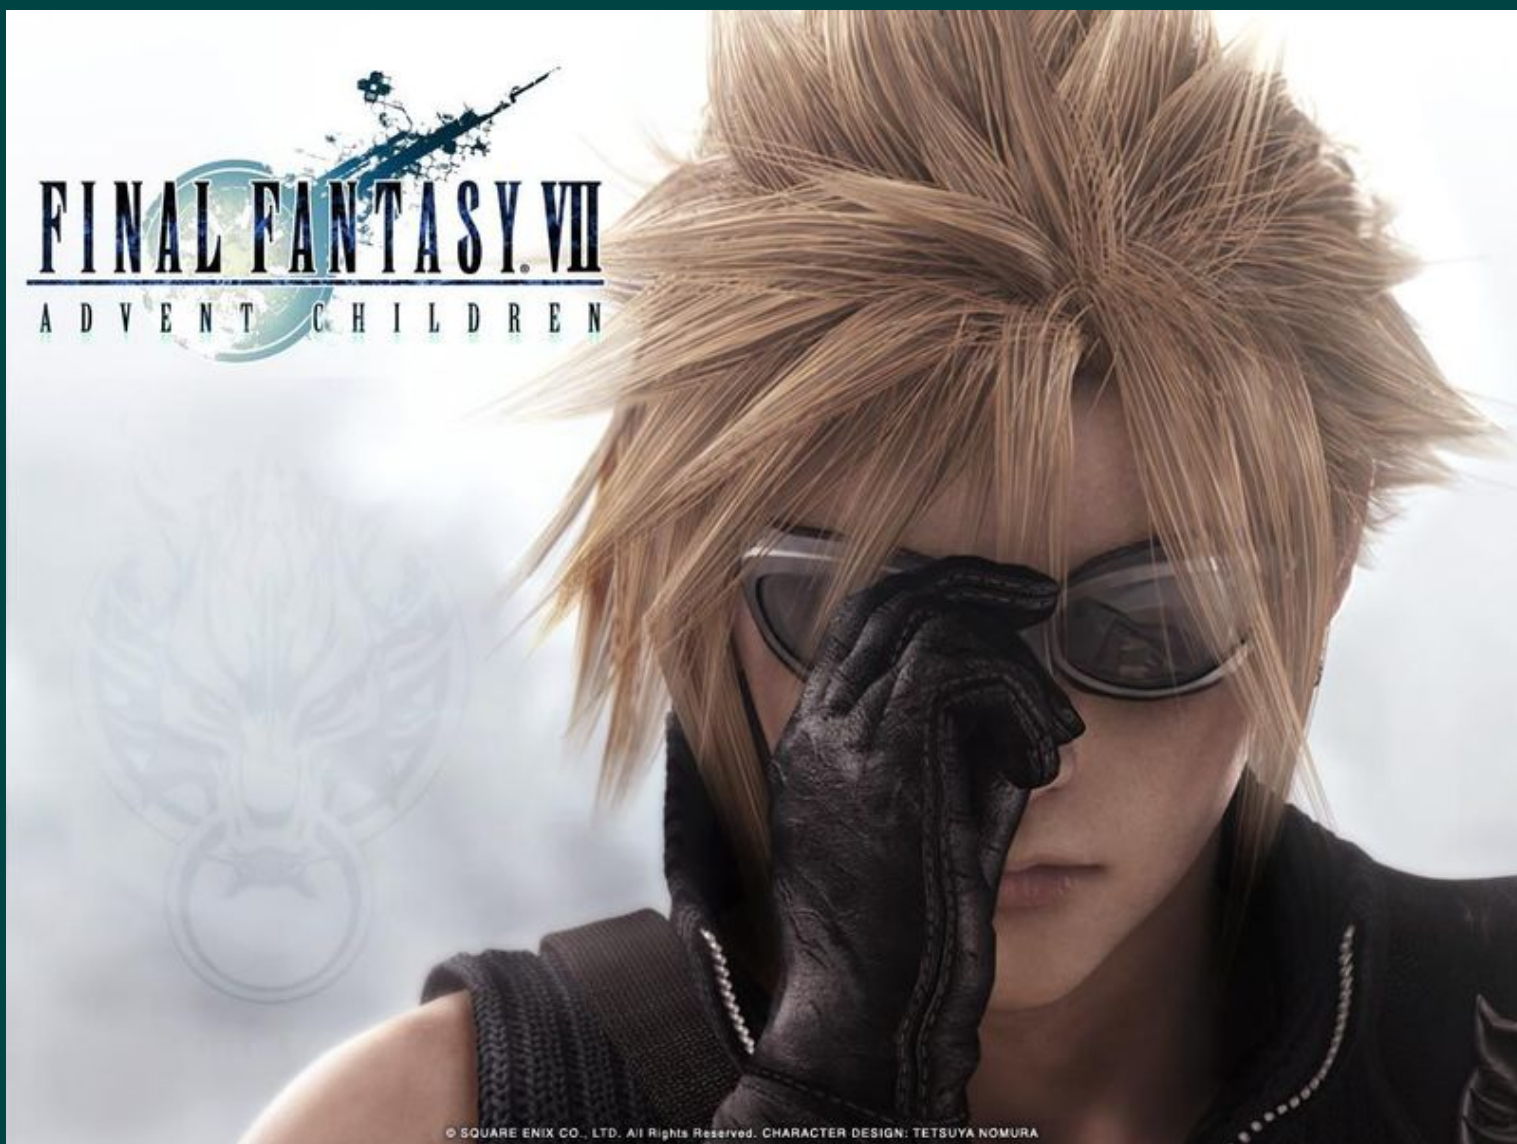 FINAL FANTASY. VII
ADVENT CHILDREN
© SQUARE ENIX CO., LTD. All Rights Reserved. CHARACTER DESIGN: TETSUYA NOMURA